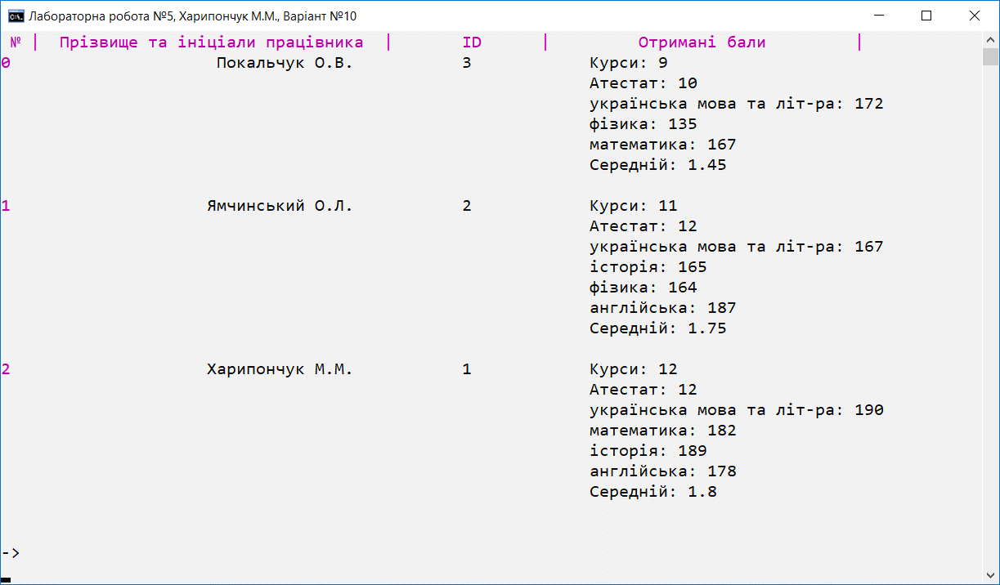 Лабораторна робота №5, Харипончук М.М., Варіант №10
№ | Прізвище та ініціали працівника | ID | Отримані бали |
0 Покальчук О.В. 3 Курси: 9
Атестат: 10
українська мова та літ-ра: 172
фізика: 135
математика: 167
Середній: 1.45
1 Ямчинський О.Л. 2 Курси: 11
Атестат: 12
українська мова та літ-ра: 167
історія: 165
фізика: 164
англійська: 187
Середній: 1.75
2 Харипончук М.М. 1 Курси: 12
Атестат: 12
українська мова та літ-ра: 190
математика: 182
історія: 189
англійська: 178
Середній: 1.8
->